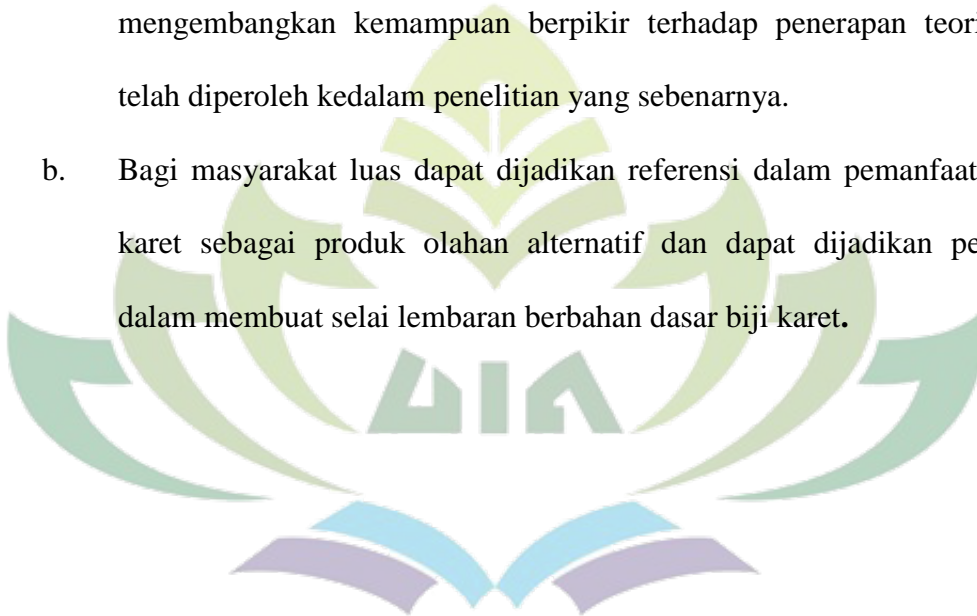 mengembangkan kemampuan berpikir terhadap penerapan teori
telah diperoleh kedalam penelitian yang sebenarnya.
b. Bagi masyarakat luas dapat dijadikan referensi dalam pemanfaat
karet sebagai produk olahan alternatif dan dapat dijadikan pe
dalam membuat selai lembaran berbahan dasar biji karet.
UIN